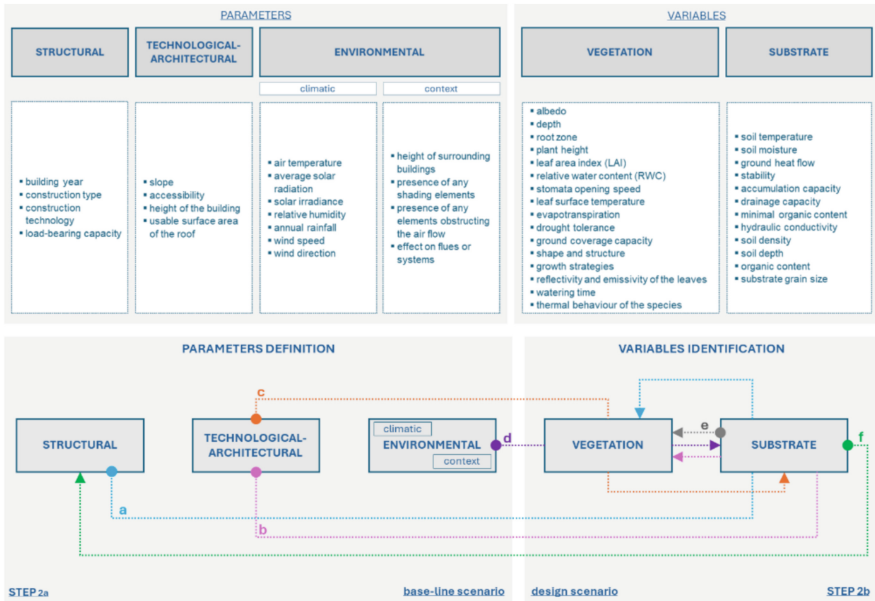 PARAMETERS
VARIABLES
STRUCTURAL
TECHNOLOGICAL-
ARCHITECTURAL
ENVIRONMENTAL
VEGETATION
SUBSTRATE
climatic
context
▪ building year
▪ construction type
▪ construction
technology
▪ load-bearing capacity
▪ slope
▪ accessibility
▪ height of the building
▪ usable surface area
of the roof
▪ air temperature
▪ average solar
radiation
▪ solar irradiance
▪ relative humidity
▪ annual rainfall
▪ wind speed
▪ wind direction
▪ height of surrounding
buildings
▪ presence of any
shading elements
▪ presence of any
elements obstructing
the air flow
▪ effect on flues or
systems
▪ albedo
▪ depth
▪ root zone
▪ plant height
▪ leaf area index (LAI)
▪ relative water content (RWC)
▪ stomata opening speed
▪ leaf surface temperature
▪ evapotranspiration
▪ drought tolerance
▪ ground coverage capacity
▪ shape and structure
▪ growth strategies
▪ reflectivity and emissivity of the leaves
▪ watering time
▪ thermal behaviour of the species
▪ soil temperature
▪ soil moisture
▪ ground heat flow
▪ stability
▪ accumulation capacity
▪ drainage capacity
▪ minimal organic content
▪ hydraulic conductivity
▪ soil density
▪ soil depth
▪ organic content
▪ substrate grain size
PARAMETERS DEFINITION
VARIABLES IDENTIFICATION
c
STRUCTURAL
TECHNOLOGICAL-
ARCHITECTURAL
climatic
ENVIRONMENTAL
context
d
VEGETATION
e
SUBSTRATE
f
a
b
STEP 2a
base-line scenario
design scenario
STEP 2b